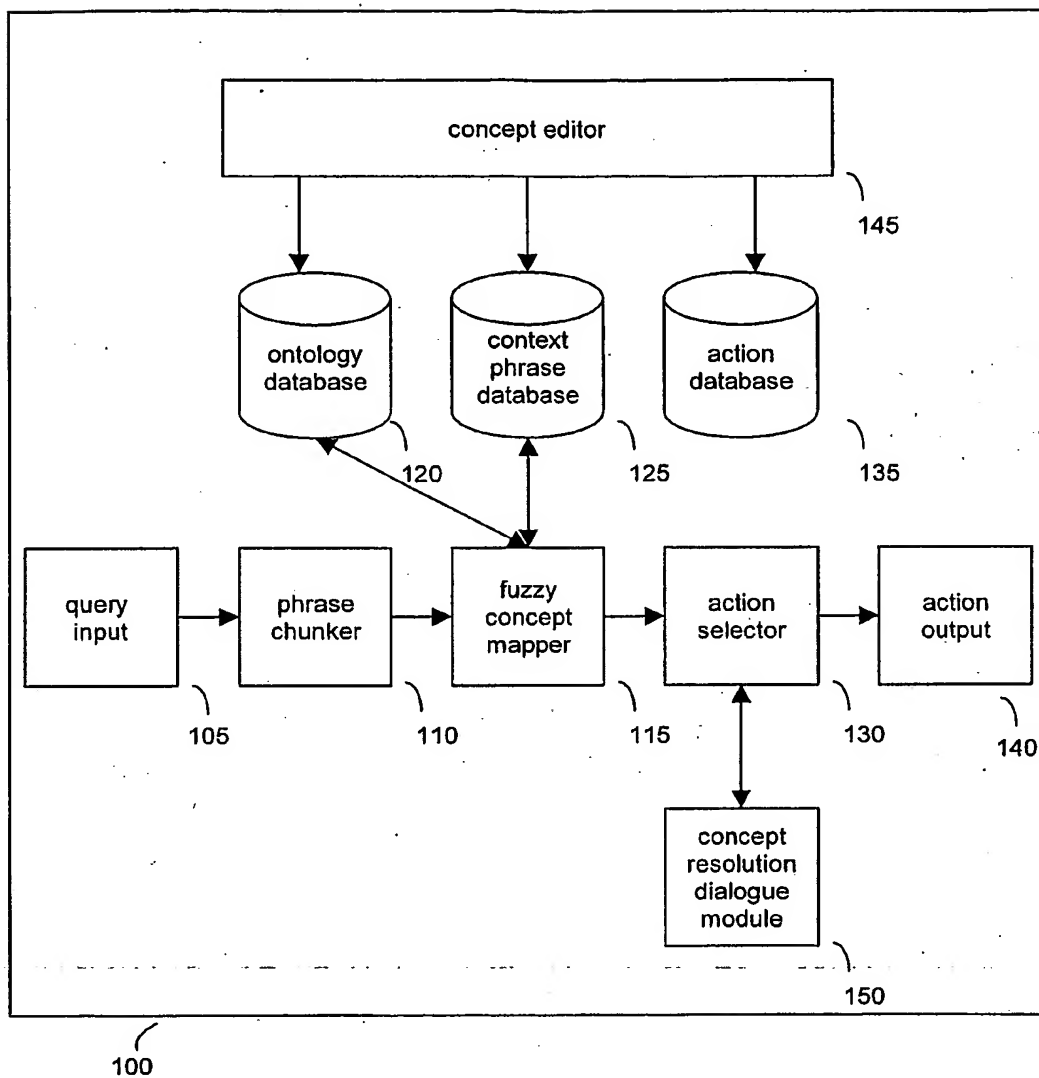 concept editor
145
ontology
database
120
context
phrase
database
125
action
database
135
query
input
105
phrase
chunker
110
fuzzy
concept
mapper
115
action
selector
130
action
output
140
concept
resolution
dialogue
module
150
100